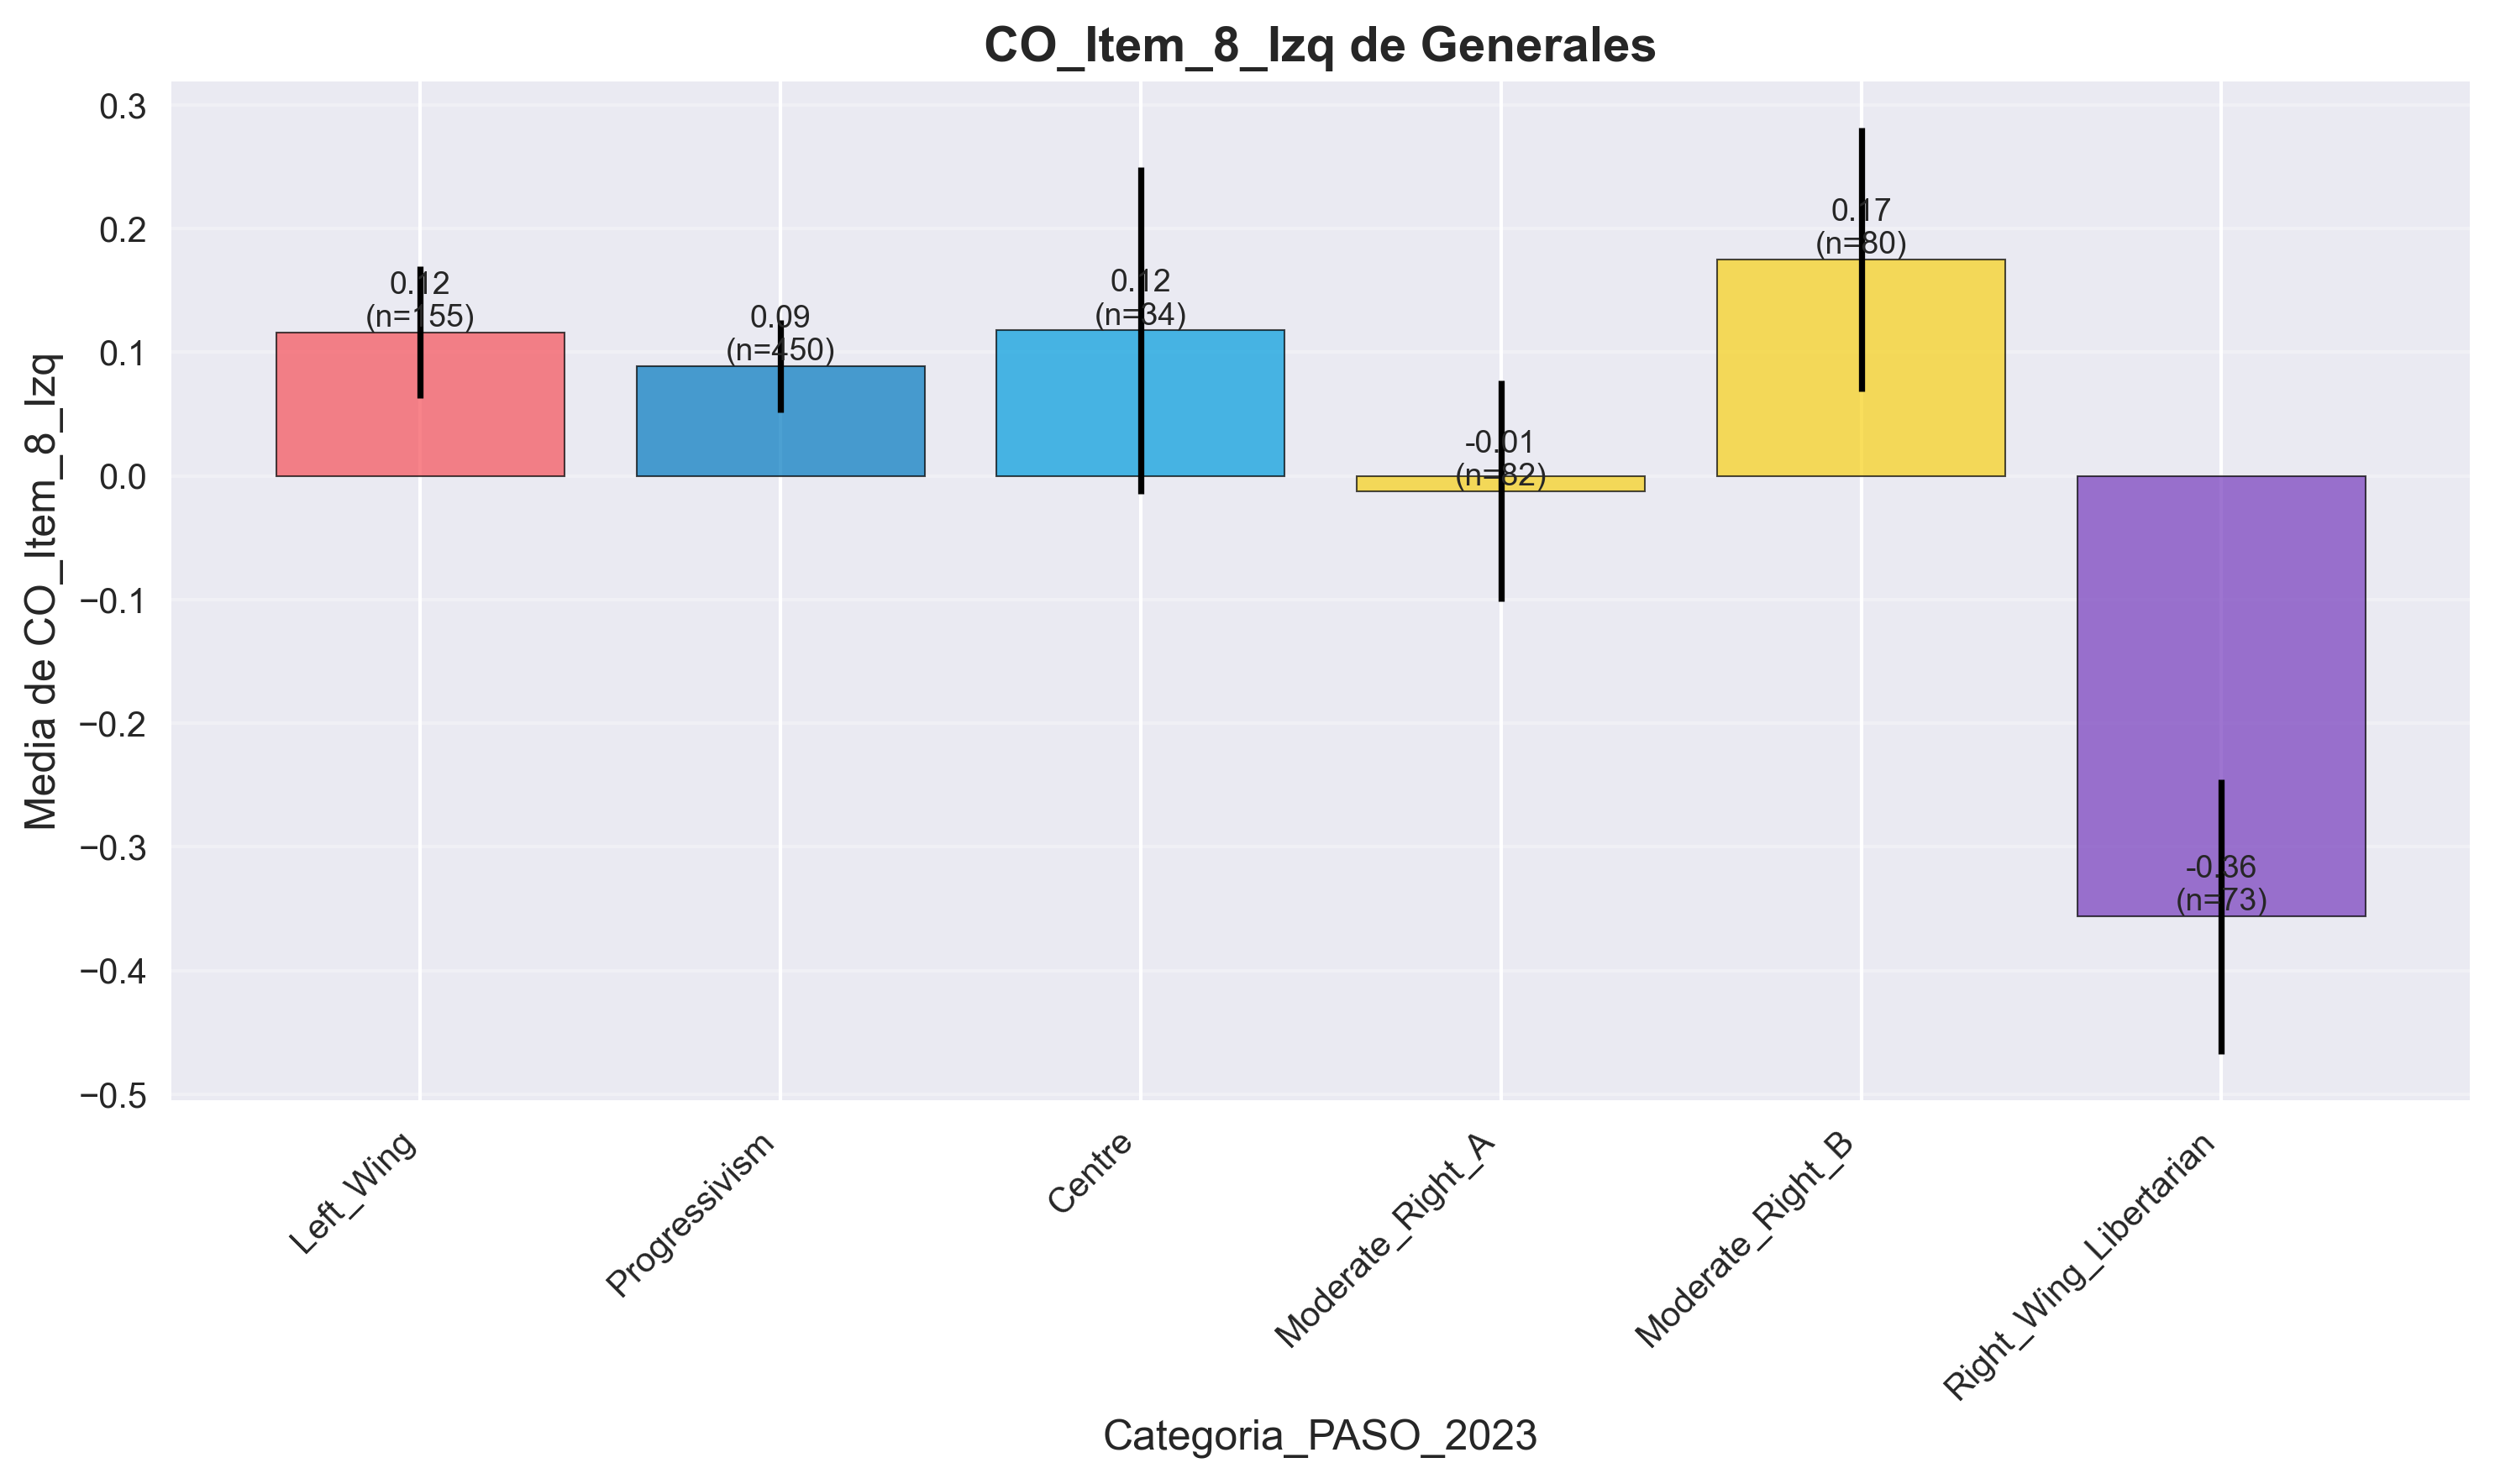 CO_Item_8_Izq de Generales
Media de CO_Item_8_Izq
0.3
0.2
0.1
0.0
−0.1
−0.2
−0.3
−0.4
−0.5
0.12
(n=155)
0.09
(n=450)
0.12
(n=34)
-0.01
(n=82)
0.17
(n=80)
-0.36
(n=73)
Left_Wing
Progressivism
Centre
Moderate_Right_A
Moderate_Right_B
Right_Wing_Libertarian
Categoria_PASO_2023